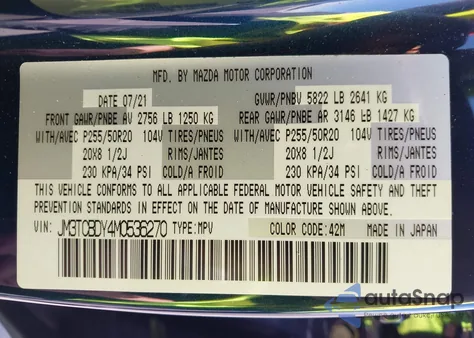 MFD. BY MAZDA MOTOR CORPORATION
DATE 07/21 GVWR/PNBV 5822 LB 2641 KG
FRONT GAWR/PNBE AV 2756 LB 1250 KG REAR GAWR/PNBE AR 3146 LB 1427 KG
WITH/AVEC P255/50R20 104V TIRES/PNEUS WITH/AVEC P255/50R20 104V TIRES/PNEUS
20X8 1/2J RIMS/JANTES 20X8 1/2J RIMS/JANTES
230 KPA/34 PSI COLD/A FROID 230 KPA/34 PSI COLD/A FROID
THIS VEHICLE CONFORMS TO ALL APPLICABLE FEDERAL MOTOR VEHICLE SAFETY AND THEFT
PREVENTION STANDARDS IN EFFECT ON THE DATE OF MANUFACTURE SHOWN ABOVE.
VIN: JM3TCBDY4M0536270 TYPE:MPV COLOR CODE:42M MADE IN JAPAN
autoSnap